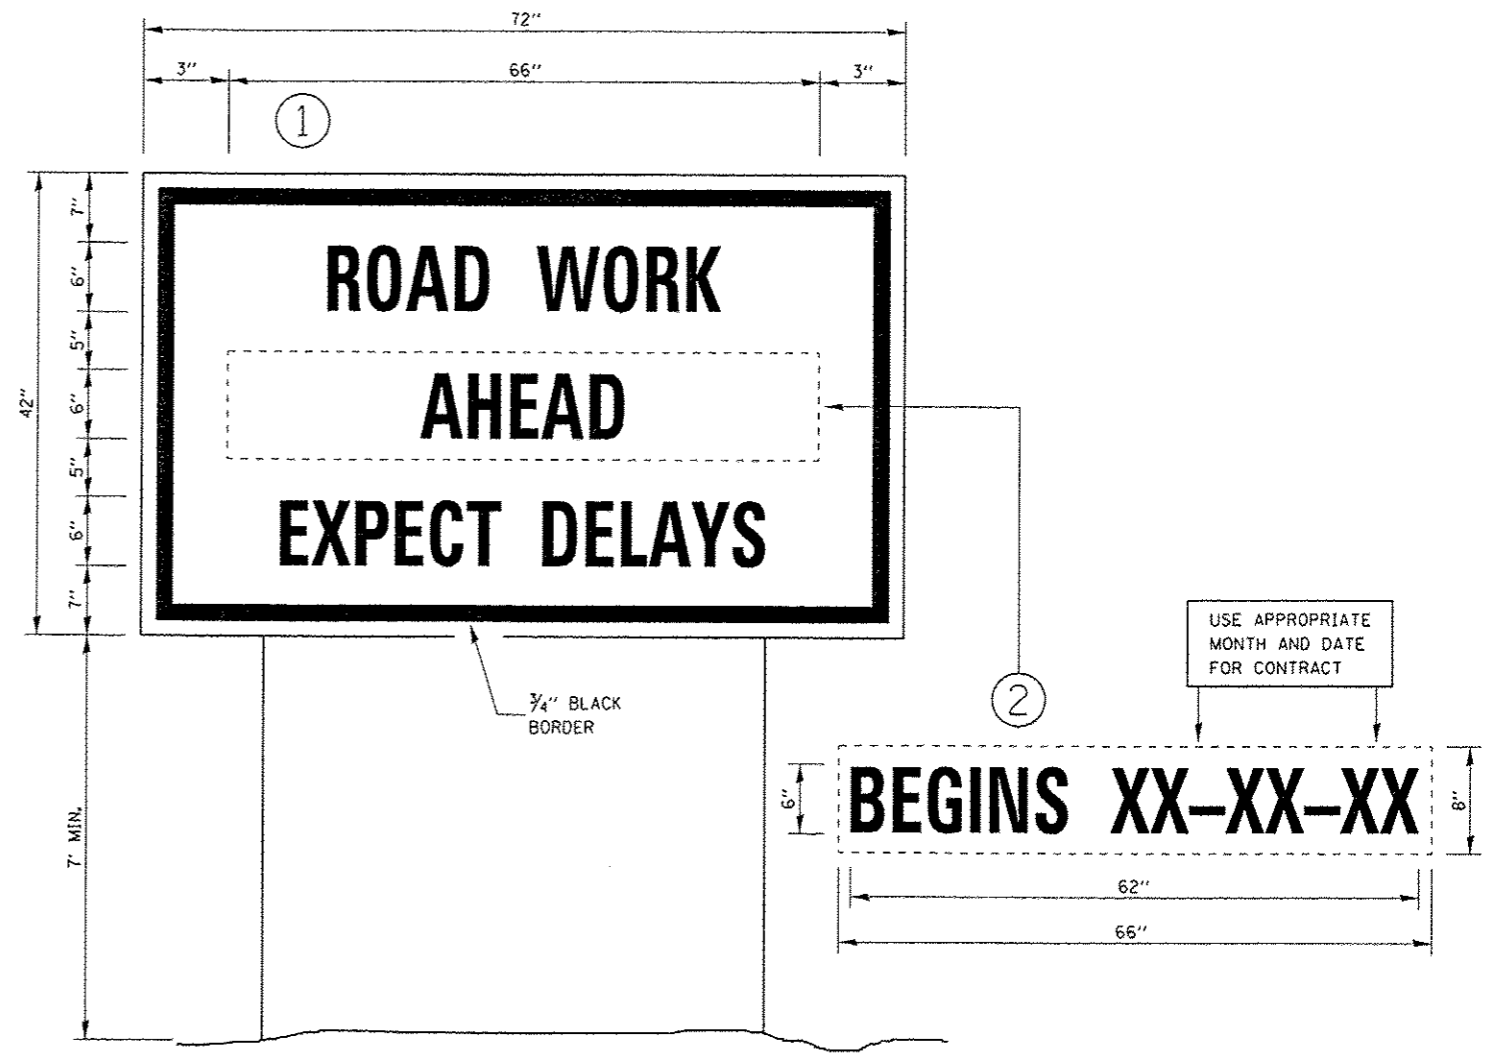 72"
3" 66" 3"
1
42"
7"
6"
5"
6"
5"
6"
7"
ROAD WORK
AHEAD
EXPECT DELAYS
3/4" BLACK
BORDER
7' MIN.
2
USE APPROPRIATE
MONTH AND DATE
FOR CONTRACT
6"
BEGINS XX–XX–XX
8"
62"
66"